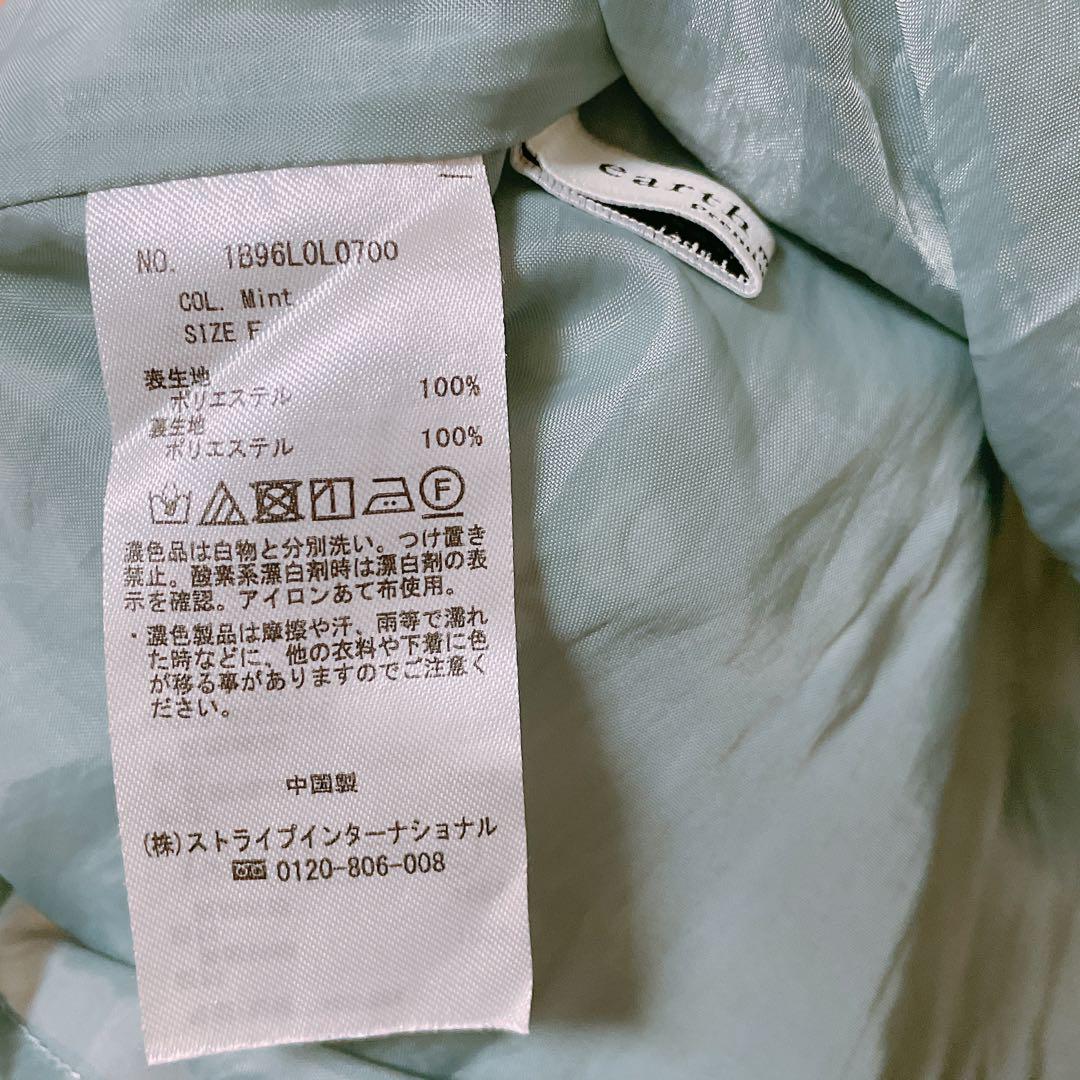 earth
NO. 1B96L0L0700
COL. Mint
SIZE F
表生地
ポリエステル 100%
裏生地
ポリエステル 100%
F
濃色品は白物と分別洗い。つけ置き
禁止。酸素系漂白剤時は漂白剤の表
示を確認。アイロンあて布使用。
・濃色製品は摩擦や汗、雨等で濡れ
た時などに、他の衣料や下着に色
が移る事がありますのでご注意く
ださい。
中国製
(株)ストライプインターナショナル
0120-806-008